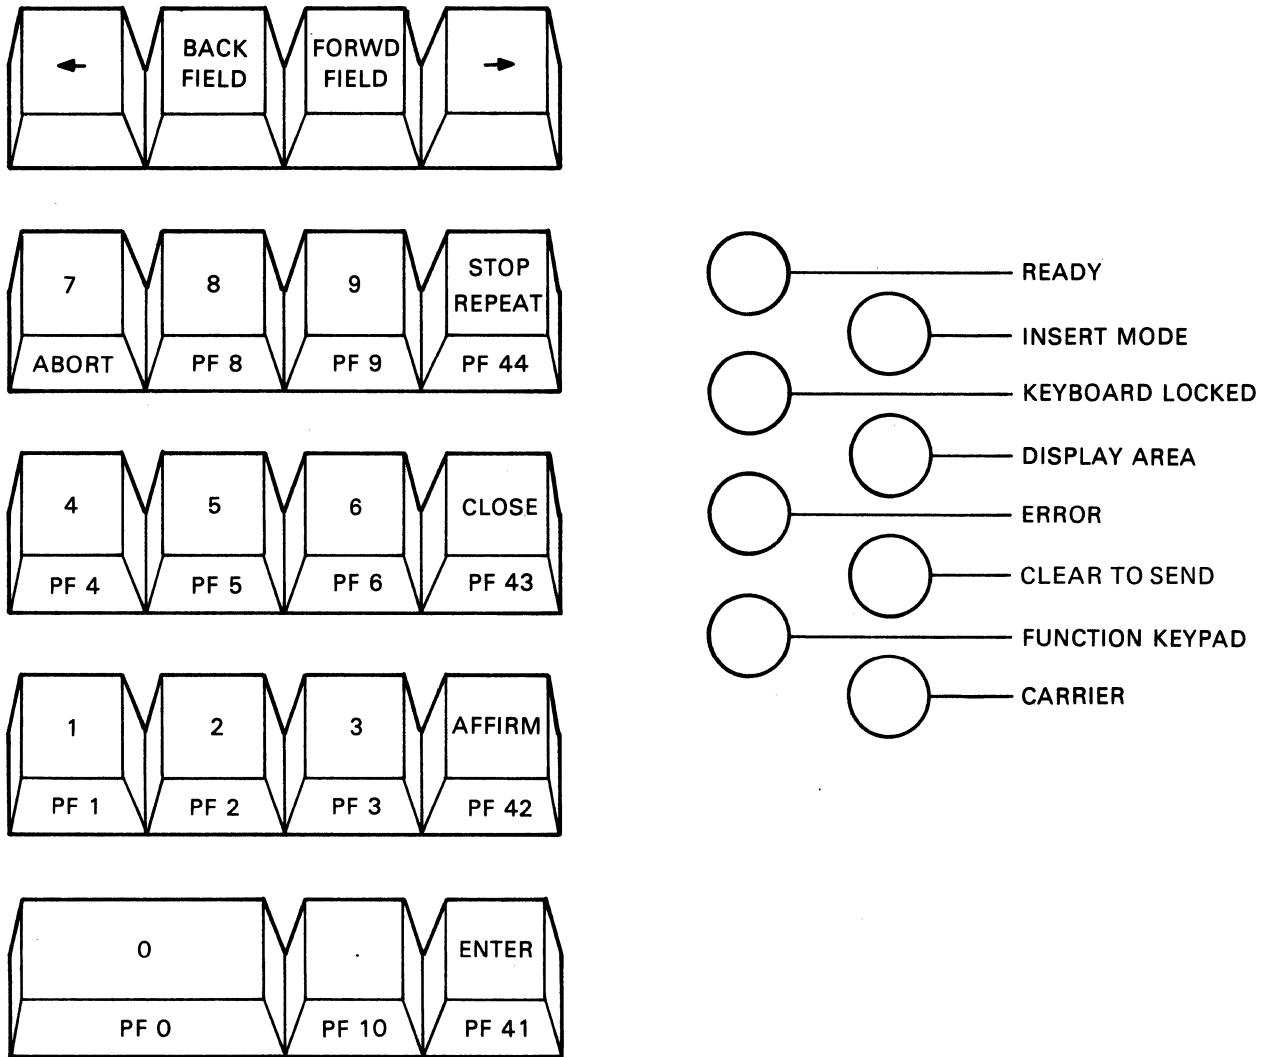 ←
BACK
FIELD
FORWD
FIELD
→
7
ABORT
8
PF 8
9
PF 9
STOP
REPEAT
PF 44
4
PF 4
5
PF 5
6
PF 6
CLOSE
PF 43
1
PF 1
2
PF 2
3
PF 3
AFFIRM
PF 42
0
PF 0
.
PF 10
ENTER
PF 41
READY
INSERT MODE
KEYBOARD LOCKED
DISPLAY AREA
ERROR
CLEAR TO SEND
FUNCTION KEYPAD
CARRIER